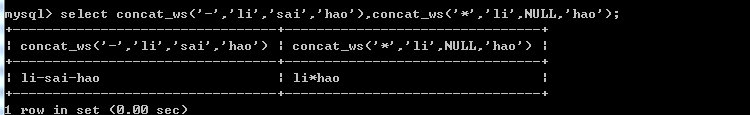 mysql> select concat_ws('-','li','sai','hao'),concat_ws('*','li',NULL,'hao');
+---------------------------------+--------------------------------+
| concat_ws('-','li','sai','hao') | concat_ws('*','li',NULL,'hao') |
+---------------------------------+--------------------------------+
| li-sai-hao                      | li*hao                         |
+---------------------------------+--------------------------------+
1 row in set (0.00 sec)